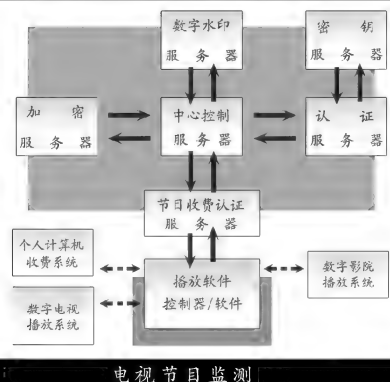 数字水印
服务器
密钥
服务器
加密
服务器
中心控制
服务器
认证
服务器
节目收费认证
服务器
个人计算机
收费系统
播放软件
控制器/软件
数字影院
播放系统
数字电视
播放系统
电视节目监测